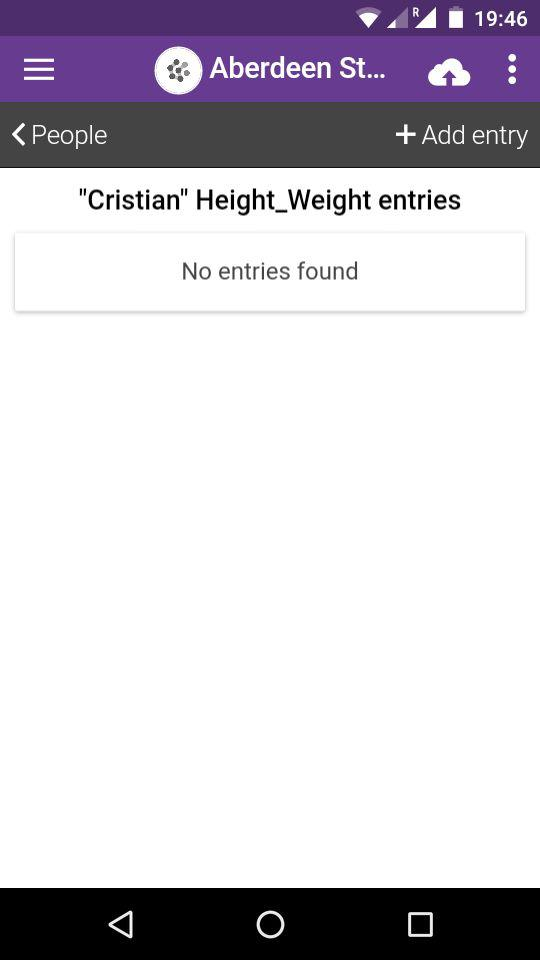 R
19:46
Aberdeen St...
People
Add entry
"Cristian" Height_Weight entries
No entries found